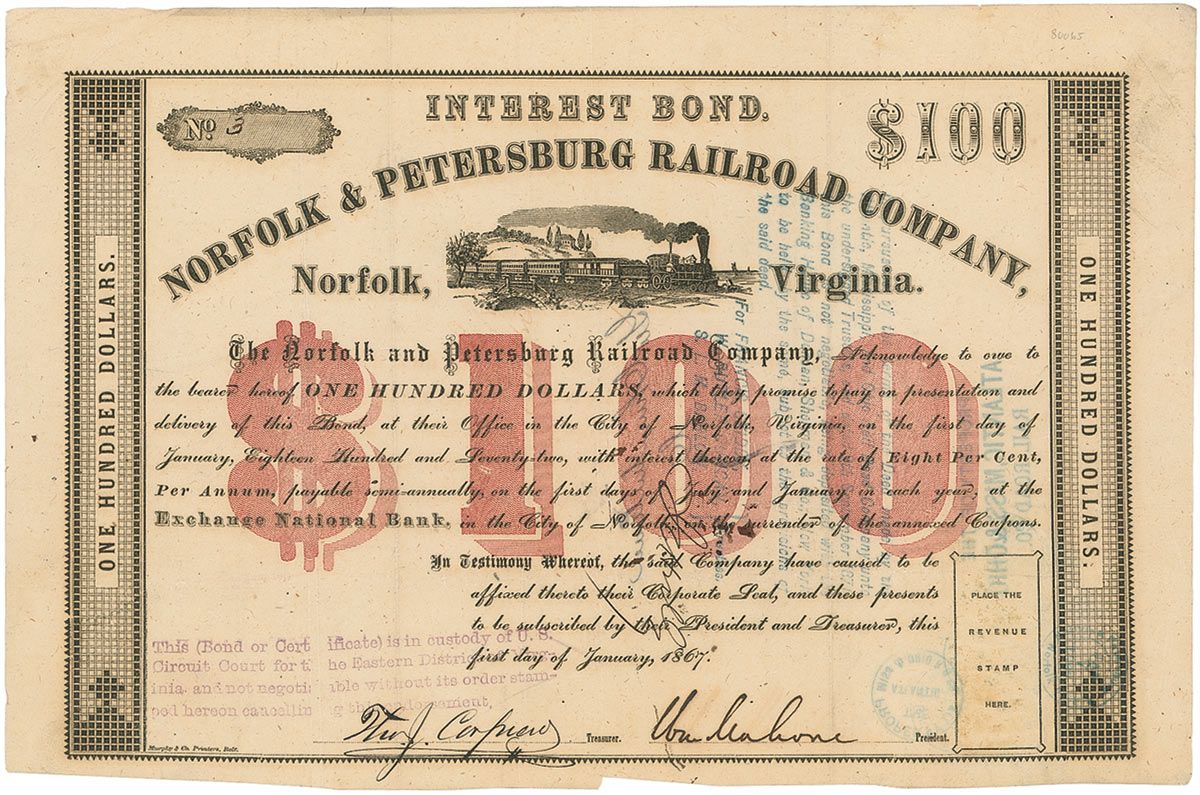 80065
INTEREST BOND.
No. 3
$100
NORFOLK & PETERSBURG RAILROAD COMPANY,
Norfolk, Virginia.
ONE HUNDRED DOLLARS.
ONE HUNDRED DOLLARS.
$100
The Norfolk and Petersburg Railroad Company, Acknowledge to owe to
the bearer hereof ONE HUNDRED DOLLARS, which they promise to pay on presentation and
delivery of this Bond, at their Office in the City of Norfolk, Virginia, on the first day of
January, Eighteen Hundred and Seventy-two, with interest thereon, at the rate of Eight Per Cent,
Per Annum, payable semi-annually, on the first days of July and January in each year, at the
Exchange National Bank, in the City of Norfolk, on the surrender of the annexed Coupons.
In Testimony Whereof, the said Company have caused to be
affixed thereto their Corporate Seal, and these presents
to be subscribed by their President and Treasurer, this
first day of January, 1867.
PLACE THE
REVENUE
STAMP
HERE.
This (Bond or Certificate) is in custody of U. S.
Circuit Court for the Eastern District of
inia, and not negotiable without its order stam-
ped hereon cancelling the endorsement.
Treasurer.
Wm Mahone
President.
Murphy & Co. Printers, Balt.
the said deed.